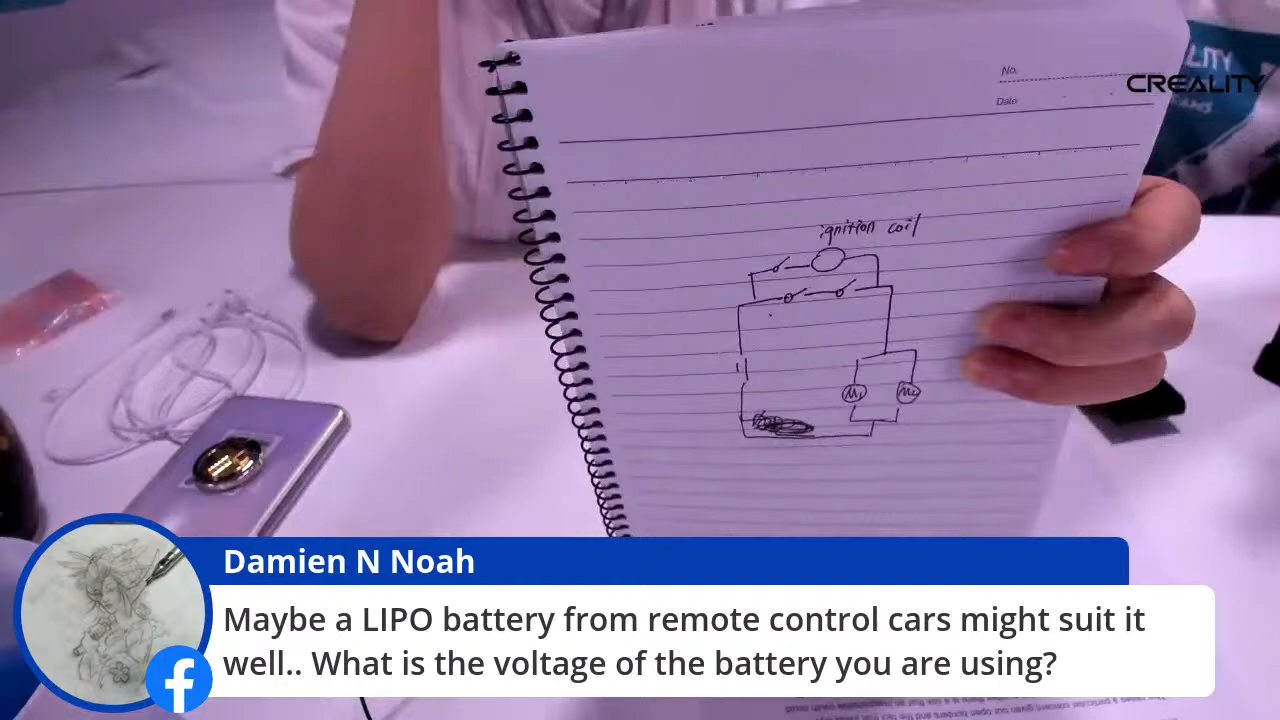 No.
CREALITY
Date
ignition coil
M1
M2
Damien N Noah
Maybe a LIPO battery from remote control cars might suit it
well.. What is the voltage of the battery you are using?